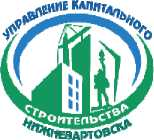 УПРАВЛЕНИЕ КАПИТАЛЬНОГО
СТРОИТЕЛЬСТВА
НИЖНЕВАРТОВСКА